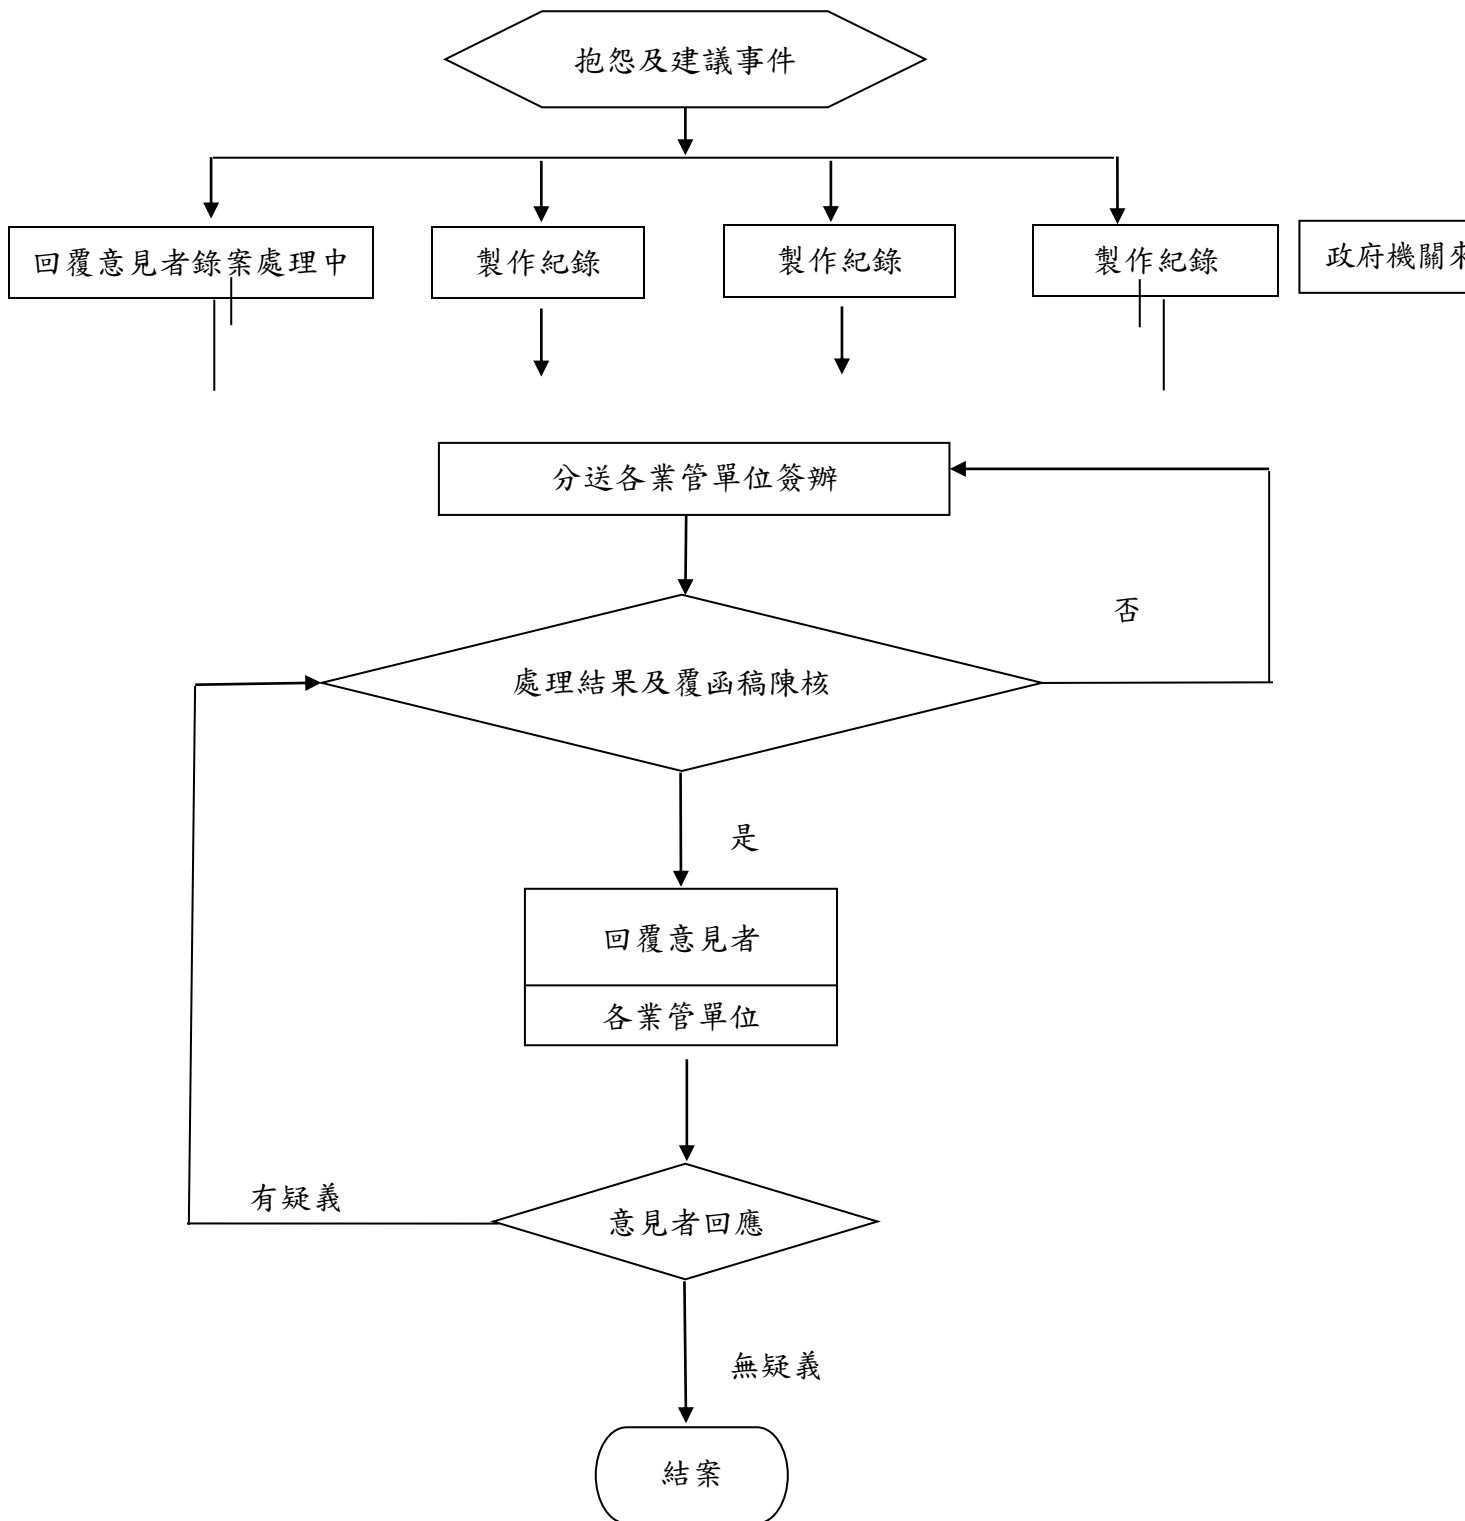 抱怨及建議事件
回覆意見者錄案處理中
製作紀錄
製作紀錄
製作紀錄
政府機關來
分送各業管單位簽辦
否
處理結果及覆函稿陳核
是
回覆意見者
各業管單位
有疑義
意見者回應
無疑義
結案